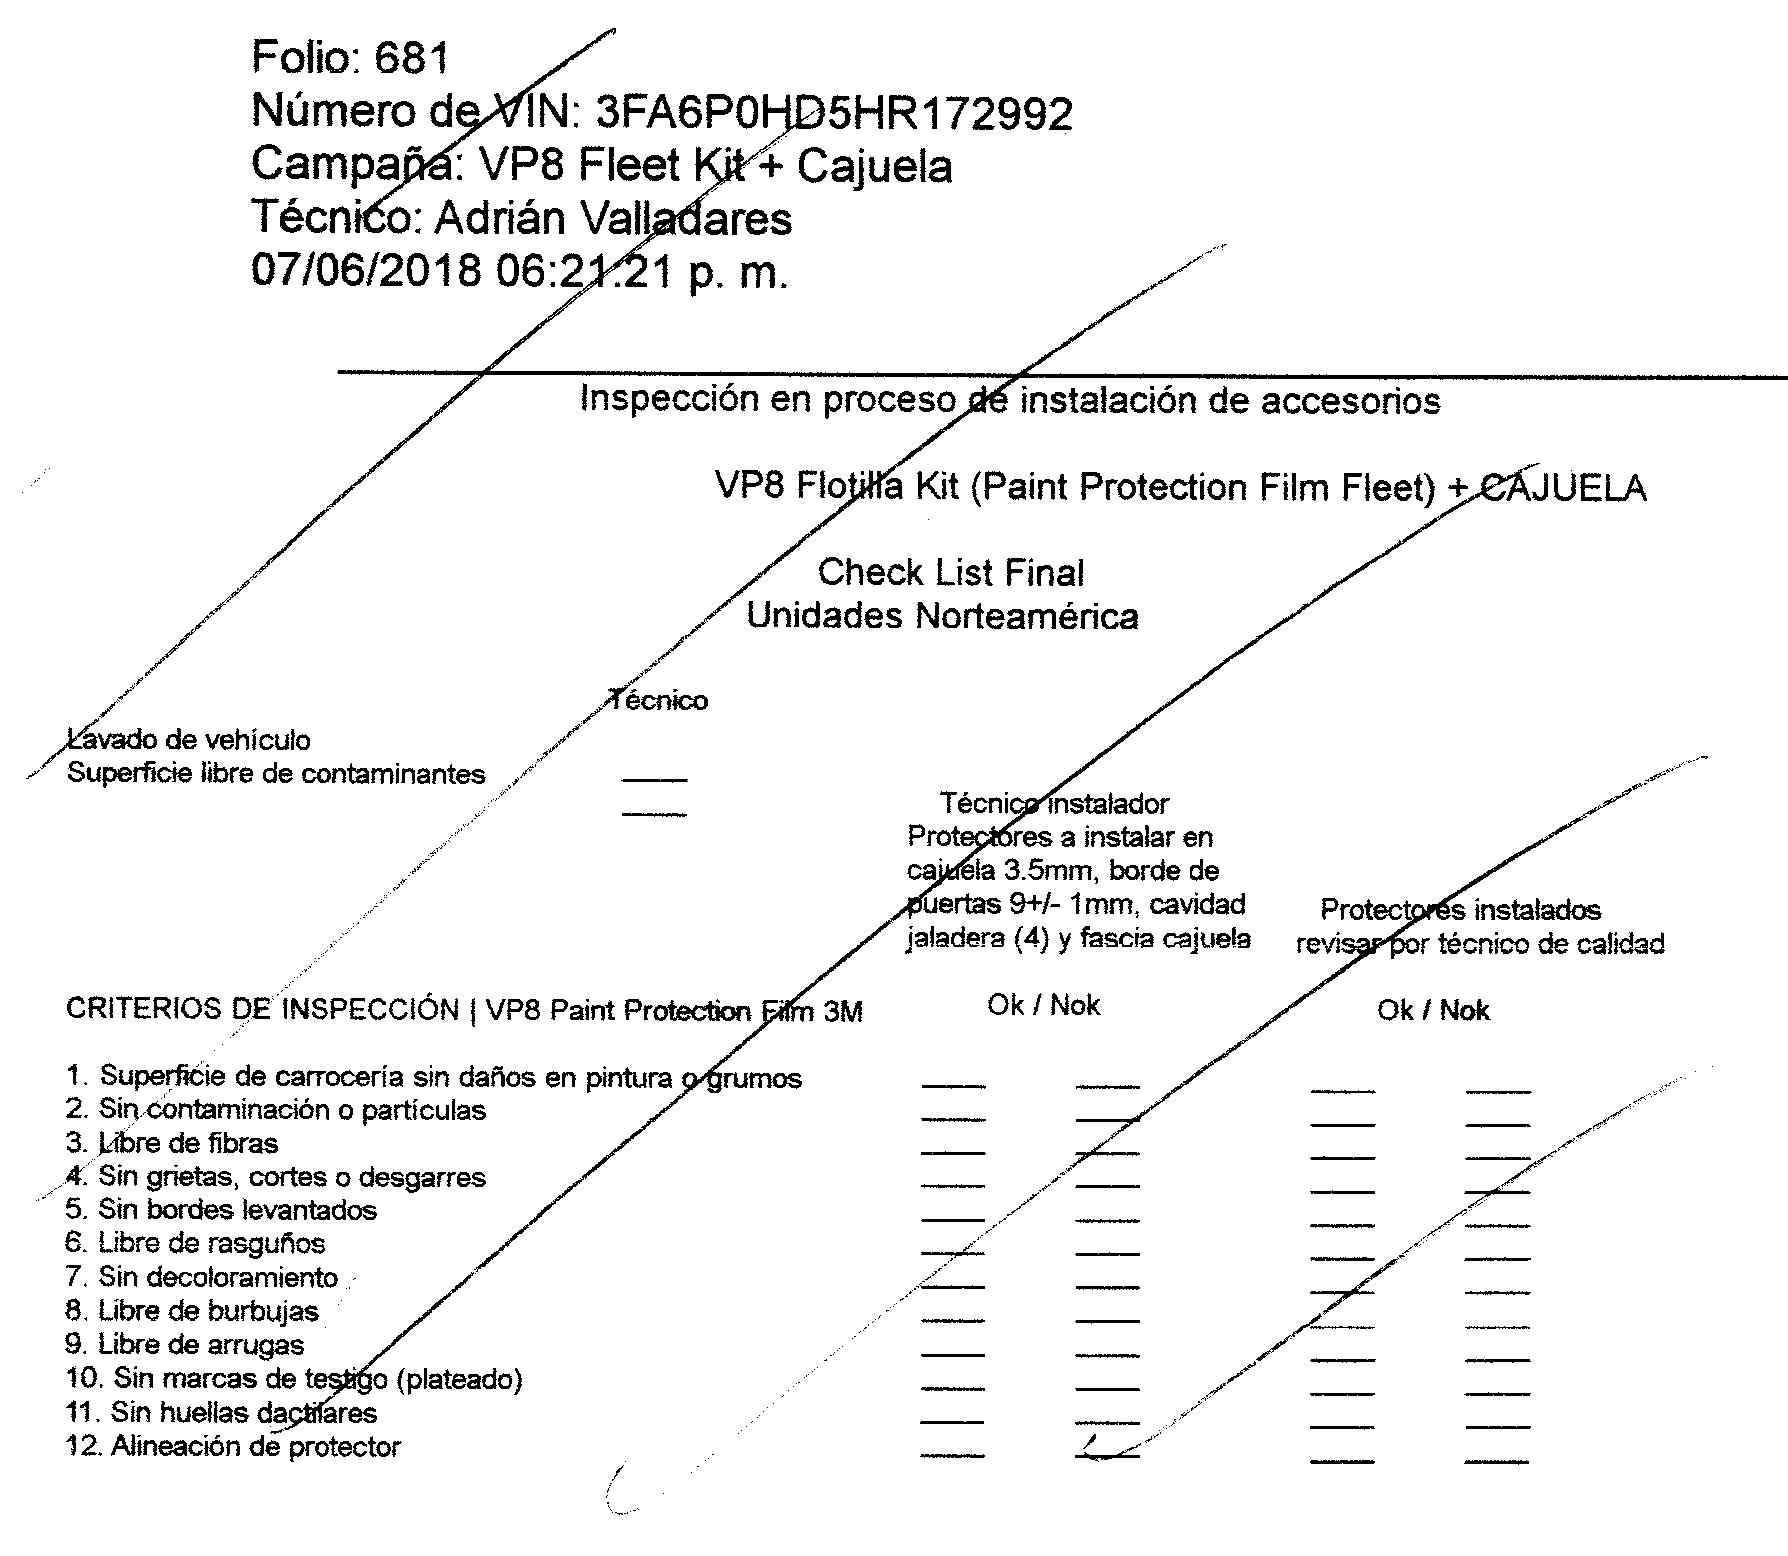 Folio: 681
Número de VIN: 3FA6P0HD5HR172992
Campaña: VP8 Fleet Kit + Cajuela
Técnico: Adrián Valladares
07/06/2018 06:21:21 p. m.
Inspección en proceso de instalación de accesorios
VP8 Flotilla Kit (Paint Protection Film Fleet) + CAJUELA
Check List Final
Unidades Norteamérica
Técnico
Lavado de vehículo
Superficie libre de contaminantes
Técnico instalador
Protectores a instalar en
cajuela 3.5mm, borde de
puertas 9+/- 1mm, cavidad
jaladera (4) y fascia cajuela
Protectores instalados
revisar por técnico de calidad
CRITERIOS DE INSPECCIÓN | VP8 Paint Protection Film 3M
Ok / Nok
Ok / Nok
1. Superficie de carrocería sin daños en pintura o grumos
2. Sin contaminación o partículas
3. Libre de fibras
4. Sin grietas, cortes o desgarres
5. Sin bordes levantados
6. Libre de rasguños
7. Sin decoloramiento
8. Libre de burbujas
9. Libre de arrugas
10. Sin marcas de testigo (plateado)
11. Sin huellas dactilares
12. Alineación de protector